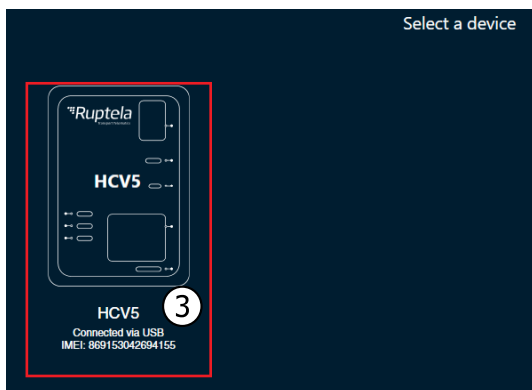 Select a device
Ruptela
HCV5
HCV5
3
Connected via USB
IMEI: 869153042694155